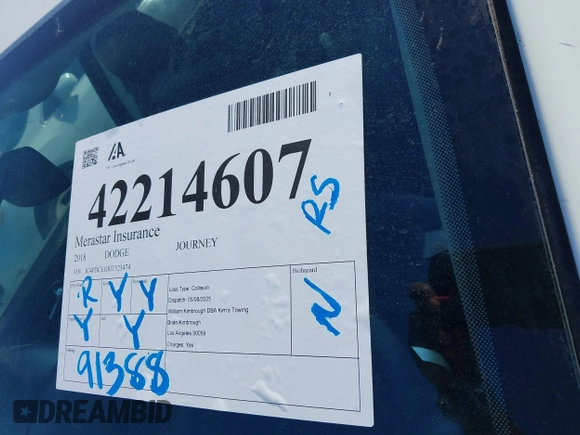 IAA
42214607
RS
Merastar Insurance
2018 DODGE JOURNEY
VIN:
Biohazard
R Y Y
Y Y
N
91388
Loss Type: Collision
Dispatch: 05/08/2025
William Kimbrough DBA Kim's Towing
Brian Kimbrough
Los Angeles, 90059
Charges: Yes
DREAMBID